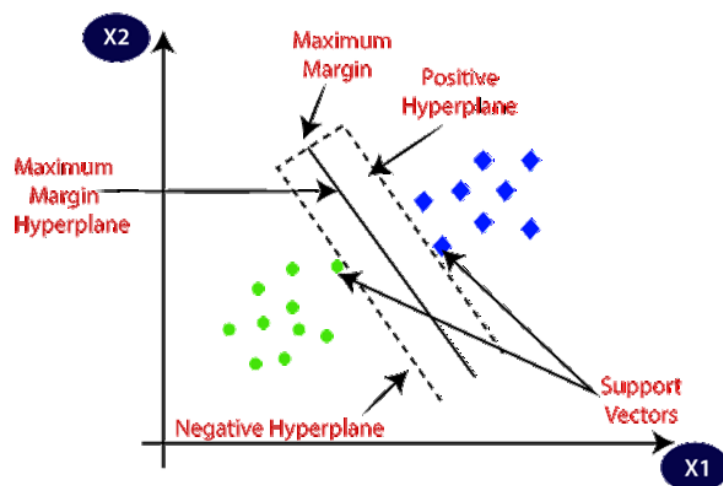 X2
Maximum
Margin
Positive
Hyperplane
Maximum
Margin
Hyperplane
Support
Vectors
Negative Hyperplane
X1